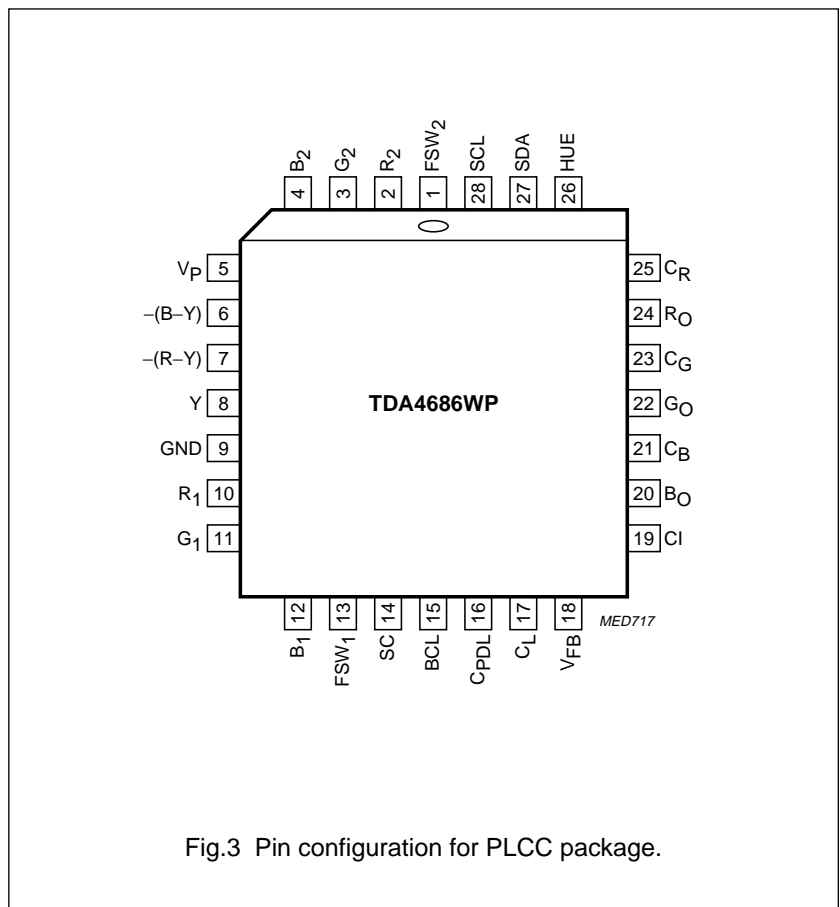 B2
G2
R2
FSW2
SCL
SDA
HUE
4
3
2
1
28
27
26
VP 5
−(B−Y) 6
−(R−Y) 7
Y 8
GND 9
R1 10
G1 11
TDA4686WP
25 CR
24 RO
23 CG
22 GO
21 CB
20 BO
19 CI
12
13
14
15
16
17
18
B1
FSW1
SC
BCL
CPDL
CL
VFB
MED717
Fig.3 Pin configuration for PLCC package.